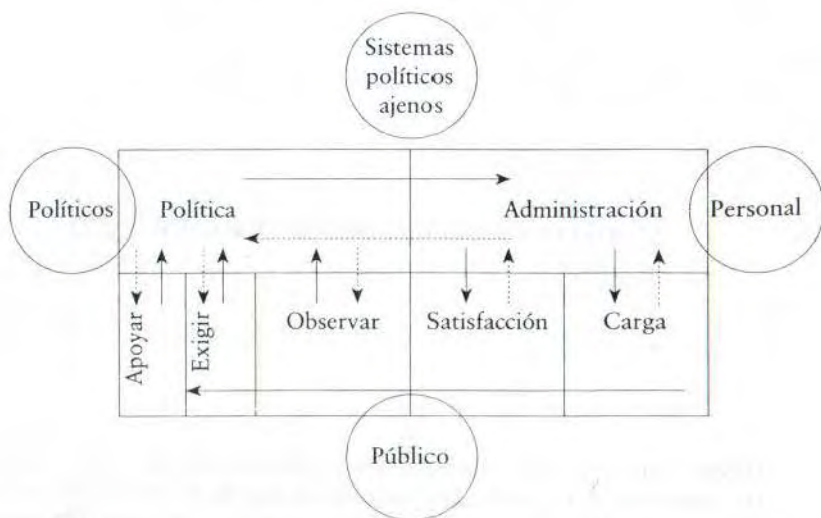 Sistemas
políticos
ajenos
Políticos
Política
Administración
Personal
Apoyar
Exigir
Observar
Satisfacción
Carga
Público